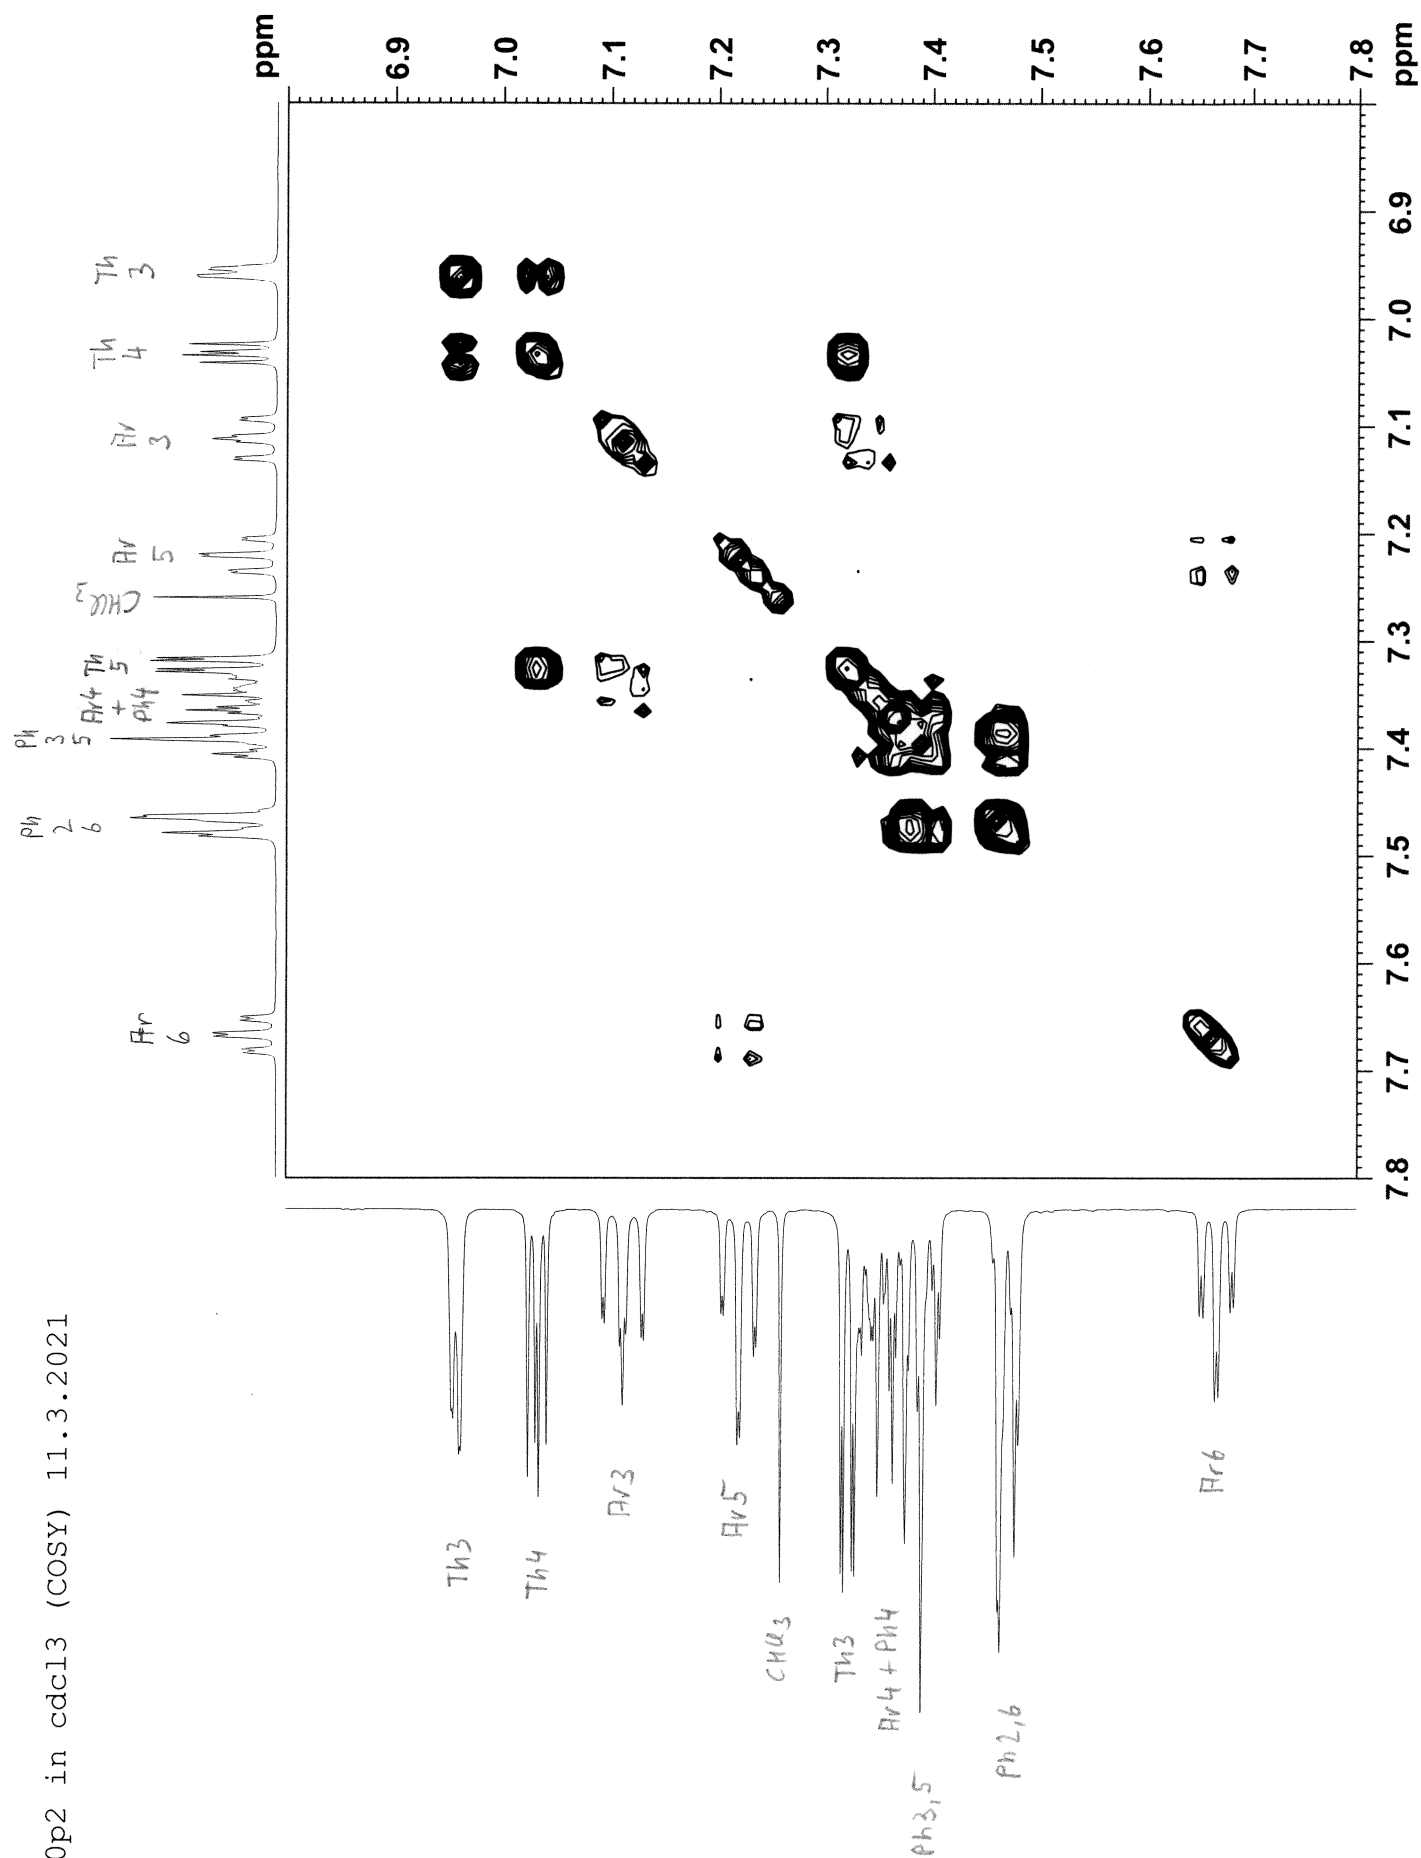 0p2 in cdcl3 (COSY) 11.3.2021
Th
3
Th
4
Ar
3
Ar
5
CHCl3
Th
5
Ar4
+
Ph4
Ph
3
5
Ph
2
6
Ar
6
ppm
6.9
7.0
7.1
7.2
7.3
7.4
7.5
7.6
7.7
7.8
ppm
6.9
7.0
7.1
7.2
7.3
7.4
7.5
7.6
7.7
7.8
Th3
Th4
Ar3
Ar5
CHCl3
Th3
Ar4 + Ph4
Ph3,5
Ph2,6
Ar6